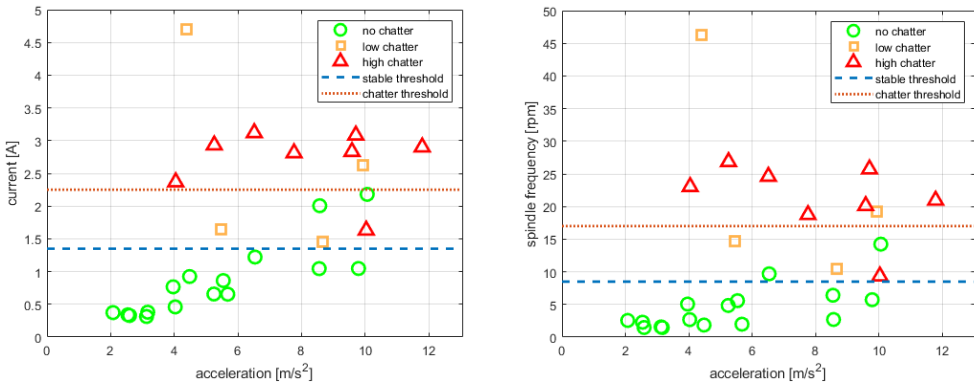 5
4.5
4
3.5
3
2.5
2
1.5
1
0.5
0
current [A]
0 2 4 6 8 10 12
acceleration [m/s²]
no chatter
low chatter
high chatter
stable threshold
chatter threshold
50
45
40
35
30
25
20
15
10
5
0
spindle frequency [rpm]
0 2 4 6 8 10 12
acceleration [m/s²]
no chatter
low chatter
high chatter
stable threshold
chatter threshold